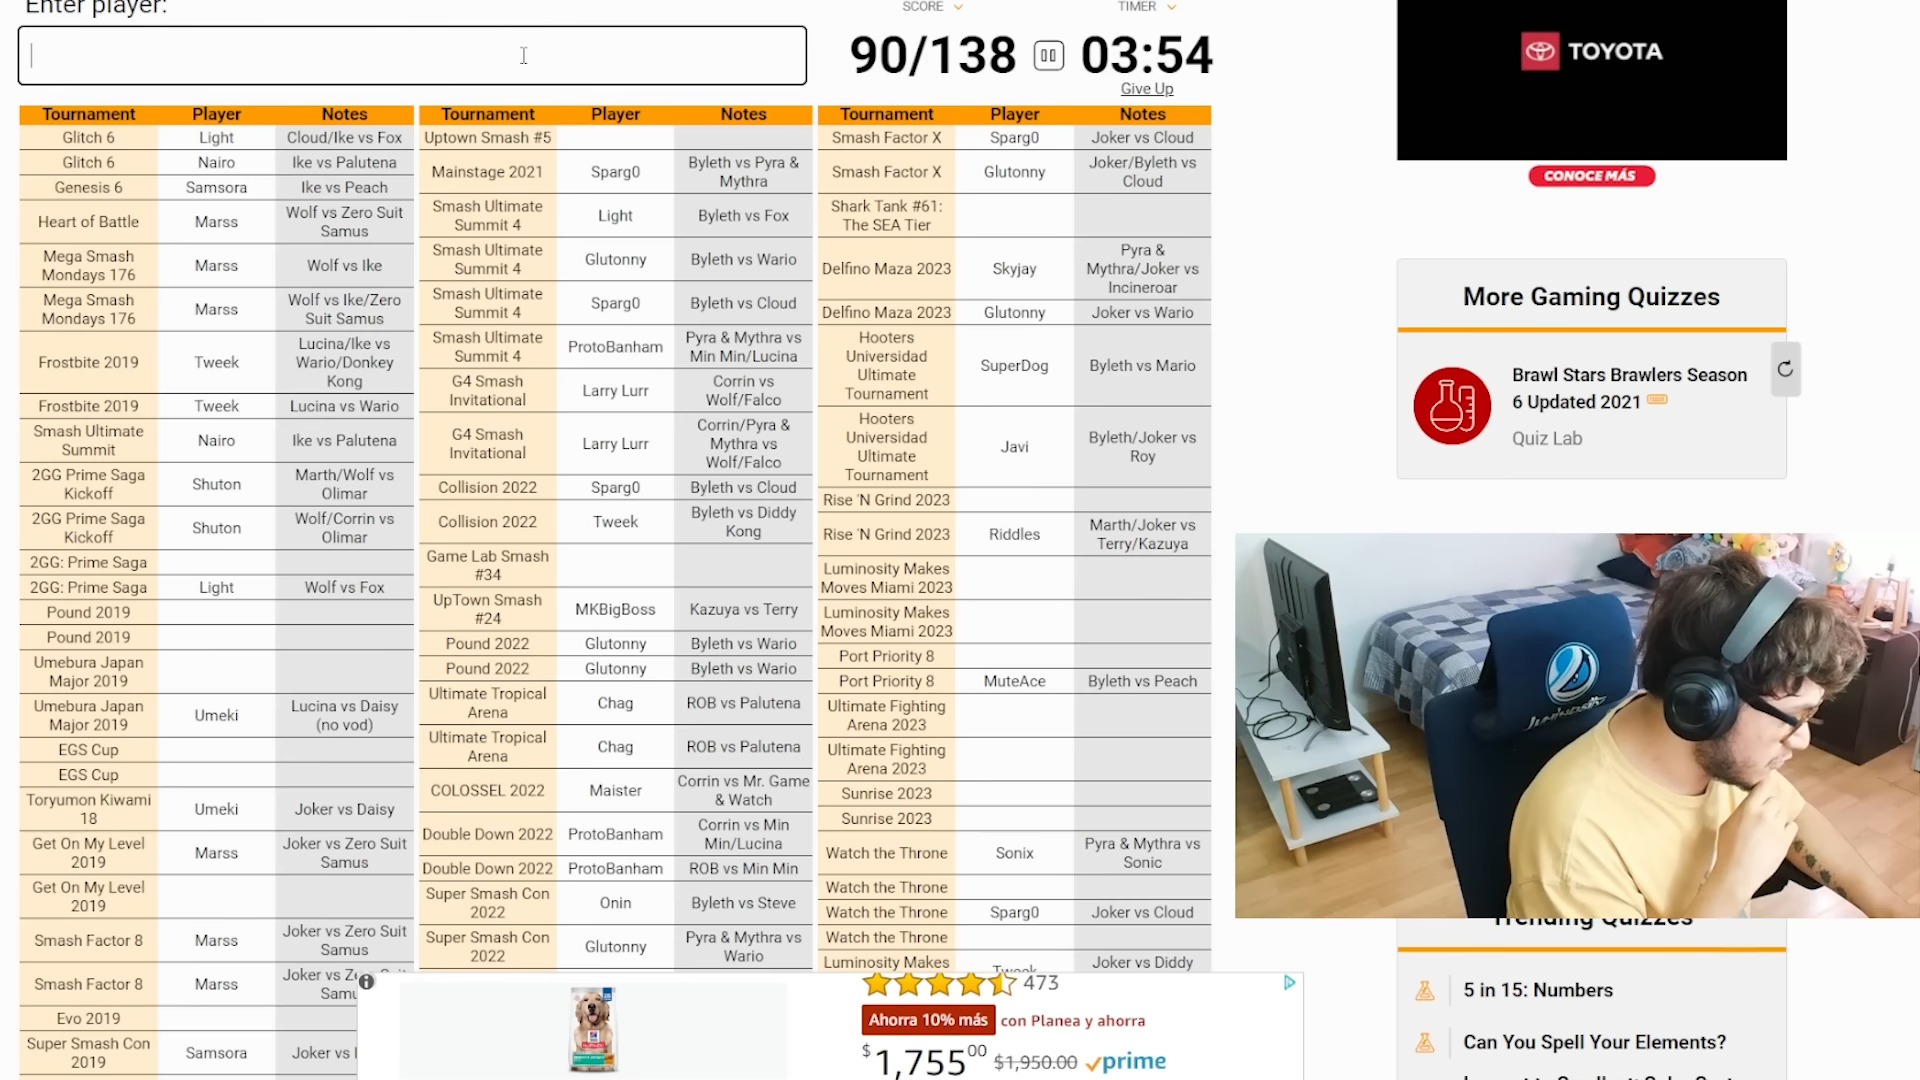 Enter player:
SCORE
TIMER
90/138
03:54
Give Up
Tournament Player Notes
Glitch 6 Light Cloud/Ike vs Fox
Glitch 6 Nairo Ike vs Palutena
Genesis 6 Samsora Ike vs Peach
Heart of Battle Marss Wolf vs Zero Suit
Samus
Mega Smash
Mondays 176 Marss Wolf vs Ike
Mega Smash
Mondays 176 Marss Wolf vs Ike/Zero
Suit Samus
Frostbite 2019 Tweek Lucina/Ike vs
Wario/Donkey
Kong
Frostbite 2019 Tweek Lucina vs Wario
Smash Ultimate
Summit Nairo Ike vs Palutena
2GG Prime Saga
Kickoff Shuton Marth/Wolf vs
Olimar
2GG Prime Saga
Kickoff Shuton Wolf/Corrin vs
Olimar
2GG: Prime Saga
2GG: Prime Saga Light Wolf vs Fox
Pound 2019
Pound 2019
Umebura Japan
Major 2019
Umebura Japan
Major 2019 Umeki Lucina vs Daisy
(no vod)
EGS Cup
EGS Cup
Toryumon Kiwami
18 Umeki Joker vs Daisy
Get On My Level
2019 Marss Joker vs Zero Suit
Samus
Get On My Level
2019
Smash Factor 8 Marss Joker vs Zero Suit
Samus
Smash Factor 8 Marss Joker vs
Evo 2019
Super Smash Con
2019 Samsora Joker vs
Tournament Player Notes
Uptown Smash #5
Mainstage 2021 Sparg0 Byleth vs Pyra &
Mythra
Smash Ultimate
Summit 4 Light Byleth vs Fox
Smash Ultimate
Summit 4 Glutonny Byleth vs Wario
Smash Ultimate
Summit 4 Sparg0 Byleth vs Cloud
Smash Ultimate
Summit 4 ProtoBanham Pyra & Mythra vs
Min Min/Lucina
G4 Smash
Invitational Larry Lurr Corrin vs
Wolf/Falco
G4 Smash
Invitational Larry Lurr Corrin/Pyra &
Mythra vs
Wolf/Falco
Collision 2022 Sparg0 Byleth vs Cloud
Collision 2022 Tweek Byleth vs Diddy
Kong
Game Lab Smash
#34
UpTown Smash
#24 MKBigBoss Kazuya vs Terry
Pound 2022 Glutonny Byleth vs Wario
Pound 2022 Glutonny Byleth vs Wario
Ultimate Tropical
Arena Chag ROB vs Palutena
Ultimate Tropical
Arena Chag ROB vs Palutena
COLOSSEL 2022 Maister Corrin vs Mr. Game
& Watch
Double Down 2022 ProtoBanham Corrin vs Min
Min/Lucina
Double Down 2022 ProtoBanham ROB vs Min Min
Super Smash Con
2022 Onin Byleth vs Steve
Super Smash Con
2022 Glutonny Pyra & Mythra vs
Wario
Tournament Player Notes
Smash Factor X Sparg0 Joker vs Cloud
Smash Factor X Glutonny Joker/Byleth vs
Cloud
Shark Tank #61:
The SEA Tier
Delfino Maza 2023 Skyjay Pyra &
Mythra/Joker vs
Incineroar
Delfino Maza 2023 Glutonny Joker vs Wario
Hooters
Universidad
Ultimate
Tournament SuperDog Byleth vs Mario
Hooters
Universidad
Ultimate
Tournament Javi Byleth/Joker vs
Roy
Rise 'N Grind 2023
Rise 'N Grind 2023 Riddles Marth/Joker vs
Terry/Kazuya
Luminosity Makes
Moves Miami 2023
Luminosity Makes
Moves Miami 2023
Port Priority 8
Port Priority 8 MuteAce Byleth vs Peach
Ultimate Fighting
Arena 2023
Ultimate Fighting
Arena 2023
Sunrise 2023
Sunrise 2023
Watch the Throne Sonix Pyra & Mythra vs
Sonic
Watch the Throne
Watch the Throne Sparg0 Joker vs Cloud
Watch the Throne
Luminosity Makes Tweek Joker vs Diddy
473
Ahorra 10% más con Planea y ahorra
$1,755.00 $1,950.00 prime
TOYOTA
CONOCE MÁS
More Gaming Quizzes
Brawl Stars Brawlers Season
6 Updated 2021
Quiz Lab
Luminosity
Trending Quizzes
5 in 15: Numbers
Can You Spell Your Elements?